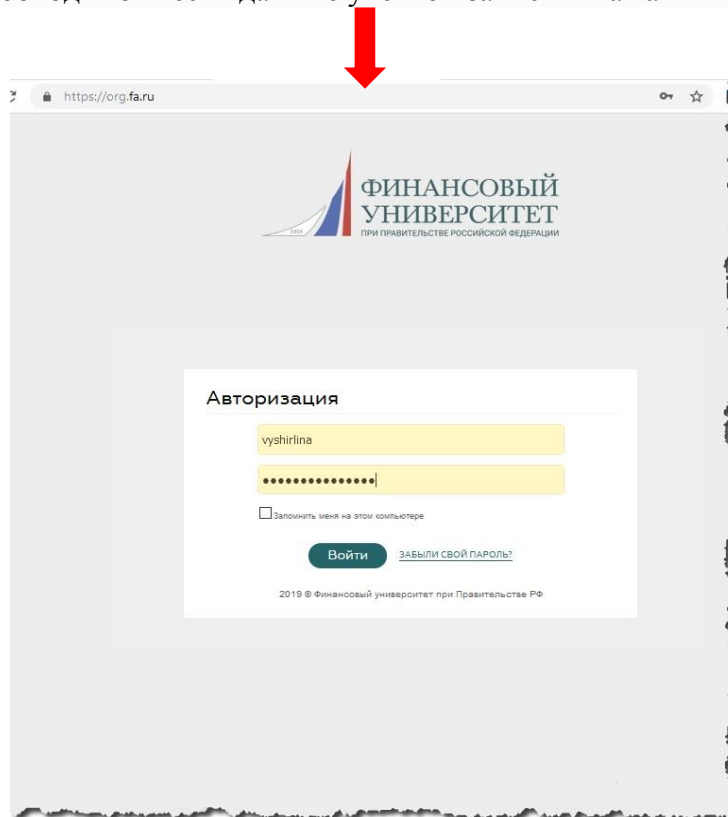 https://org.fa.ru
1919
ФИНАНСОВЫЙ
УНИВЕРСИТЕТ
ПРИ ПРАВИТЕЛЬСТВЕ РОССИЙСКОЙ ФЕДЕРАЦИИ
Авторизация
vyshirlina
•••••••••••••••
Запомнить меня на этом компьютере
Войти ЗАБЫЛИ СВОЙ ПАРОЛЬ?
2019 © Финансовый университет при Правительстве РФ